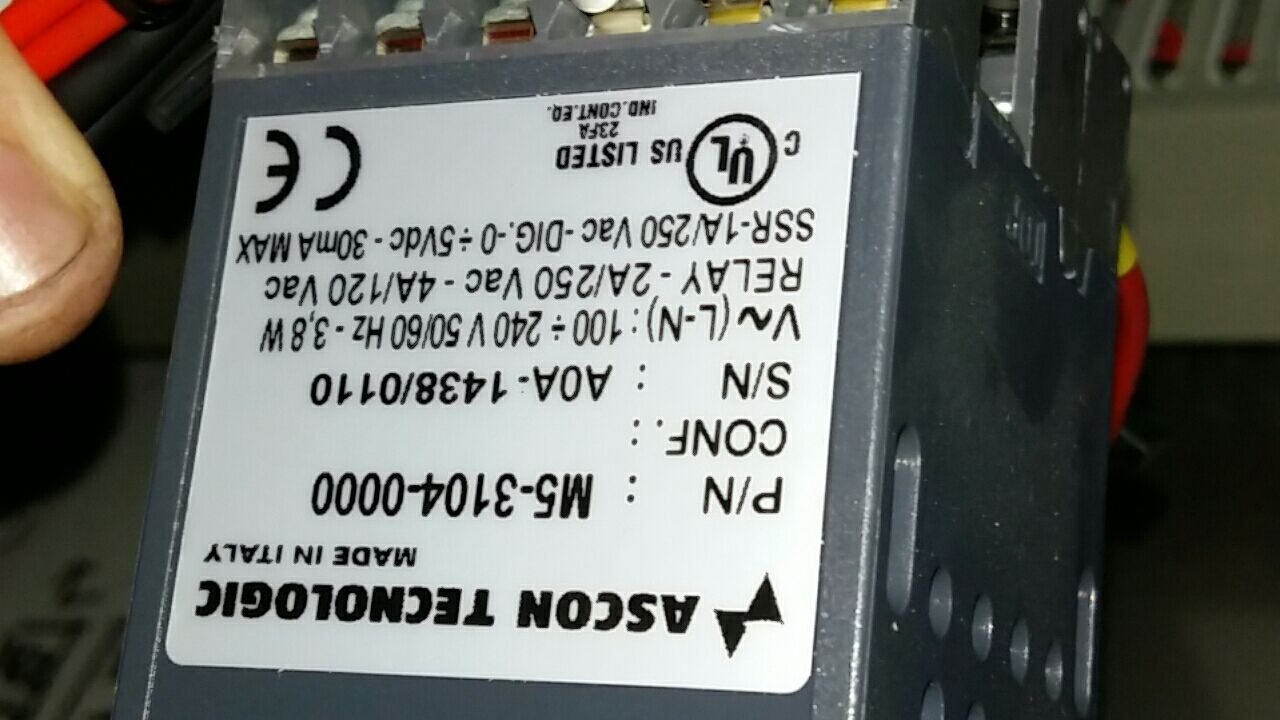 ASCON TECNOLOGIC
MADE IN ITALY
P/N : M5-3104-0000
CONF. :
S/N : A0A-1438/0110
V~(L-N) : 100 ÷ 240 V 50/60 Hz - 3,8 W
RELAY - 2A/250 Vac - 4A/120 Vac
SSR-1A/250 Vac - DIG.-0 ÷ 5Vdc - 30mA MAX
C UL US LISTED
23FA
IND.CONT.EQ.
CE